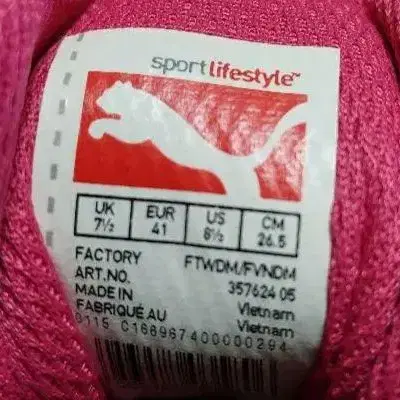 sportlifestyle™
UK EUR US CM
7½ 41 8½ 26.5
FACTORY FTWDM/FVNDM
ART.NO. 357624 05
MADE IN Vietnam
FABRIQUÉ AU Vietnam
0115 C166967400000294